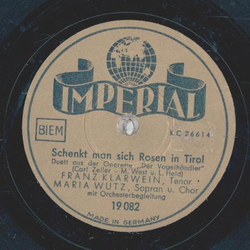 IMPERIAL
BIEM
KC 26614
Schenkt man sich Rosen in Tirol
Duett aus der Operette „Der Vogelhändler"
(Carl Zeller - M. West u. L. Held)
FRANZ KLARWEIN, Tenor
MARIA WUTZ, Sopran u. Chor
mit Orchesterbegleitung
19 082
MADE IN GERMANY